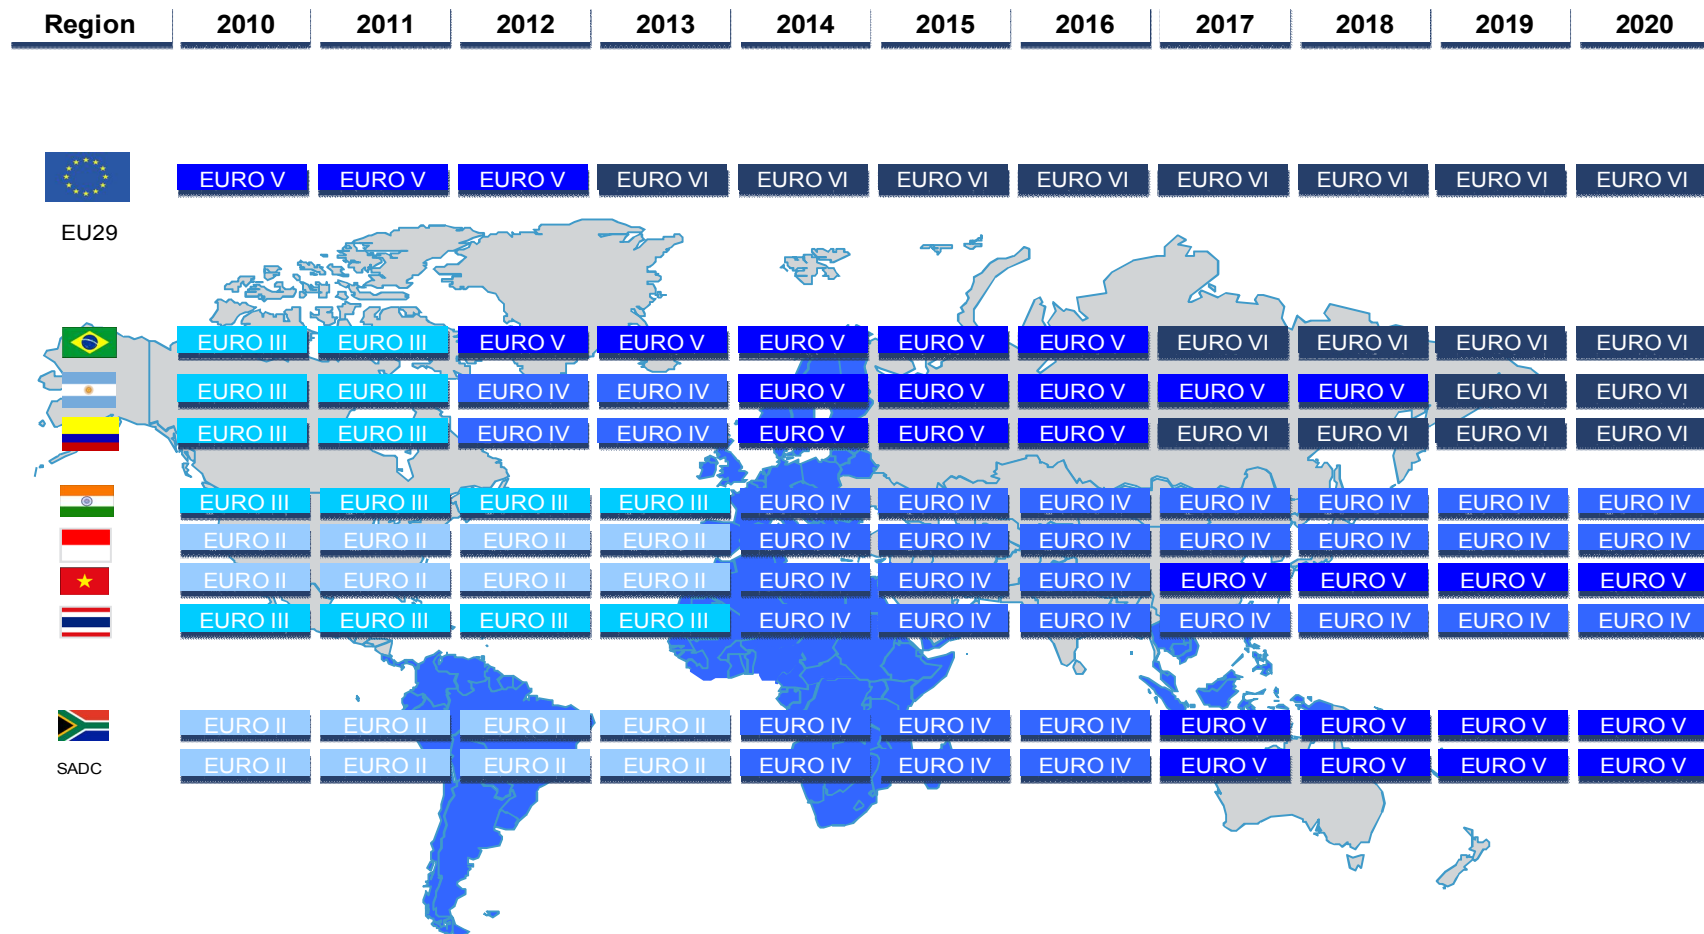 Region 2010 2011 2012 2013 2014 2015 2016 2017 2018 2019 2020
EURO V EURO V EURO V EURO VI EURO VI EURO VI EURO VI EURO VI EURO VI EURO VI EURO VI
EU29
EURO III EURO III EURO V EURO V EURO V EURO V EURO V EURO VI EURO VI EURO VI EURO VI
EURO III EURO III EURO IV EURO IV EURO V EURO V EURO V EURO V EURO V EURO VI EURO VI
EURO III EURO III EURO IV EURO IV EURO V EURO V EURO V EURO VI EURO VI EURO VI EURO VI
EURO III EURO III EURO III EURO III EURO IV EURO IV EURO IV EURO IV EURO IV EURO IV EURO IV
EURO II EURO II EURO II EURO II EURO IV EURO IV EURO IV EURO IV EURO IV EURO IV EURO IV
EURO II EURO II EURO II EURO II EURO IV EURO IV EURO IV EURO V EURO V EURO V EURO V
EURO III EURO III EURO III EURO III EURO IV EURO IV EURO IV EURO IV EURO IV EURO IV EURO IV
EURO II EURO II EURO II EURO II EURO IV EURO IV EURO IV EURO V EURO V EURO V EURO V
SADC EURO II EURO II EURO II EURO II EURO IV EURO IV EURO IV EURO V EURO V EURO V EURO V